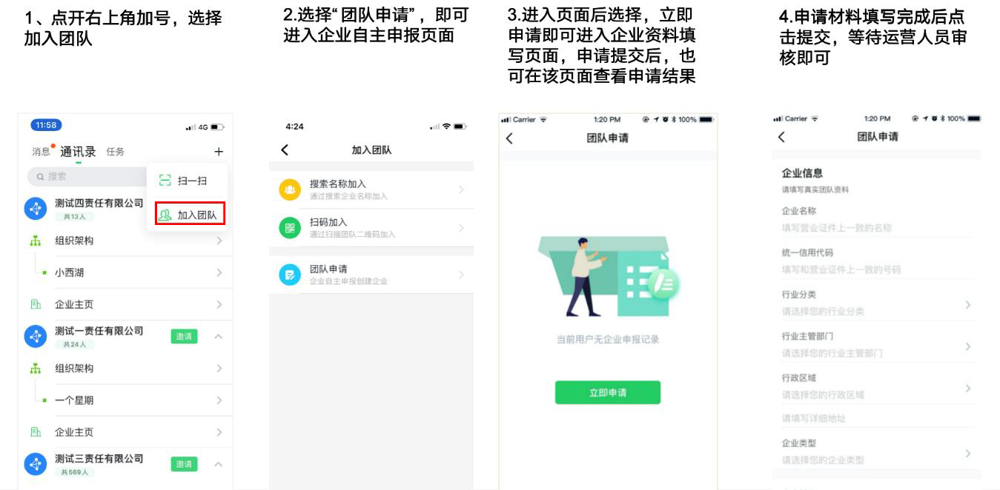 1、点开右上角加号，选择
加入团队
2.选择“团队申请”，即可
进入企业自主申报页面
3.进入页面后选择，立即
申请即可进入企业资料填
写页面，申请提交后，也
可在该页面查看申请结果
4.申请材料填写完成后点
击提交，等待运营人员审
核即可
11:58
4G
消息 通讯录 任务
搜索
扫一扫
加入团队
测试四责任有限公司
共13人
组织架构
小西湖
企业主页
测试一责任有限公司
共24人
邀请
组织架构
一个星期
企业主页
测试三责任有限公司
共569人
邀请
4:24
加入团队
搜索名称加入
通过搜索企业名称加入
扫码加入
通过扫描团队二维码加入
团队申请
企业自主申报创建企业
Carrier 1:20 PM 100%
团队申请
当前用户无企业申报记录
立即申请
Carrier 1:20 PM 100%
团队申请
企业信息
请填写真实团队资料
企业名称
填写营业证件上一致的名称
统一信用代码
填写和营业证件上一致的号码
行业分类
请选择您的行业分类
行业主管部门
请选择您的行业主管部门
行政区域
请选择您的行政区域
请填写详细地址
企业类型
请选择您的企业类型